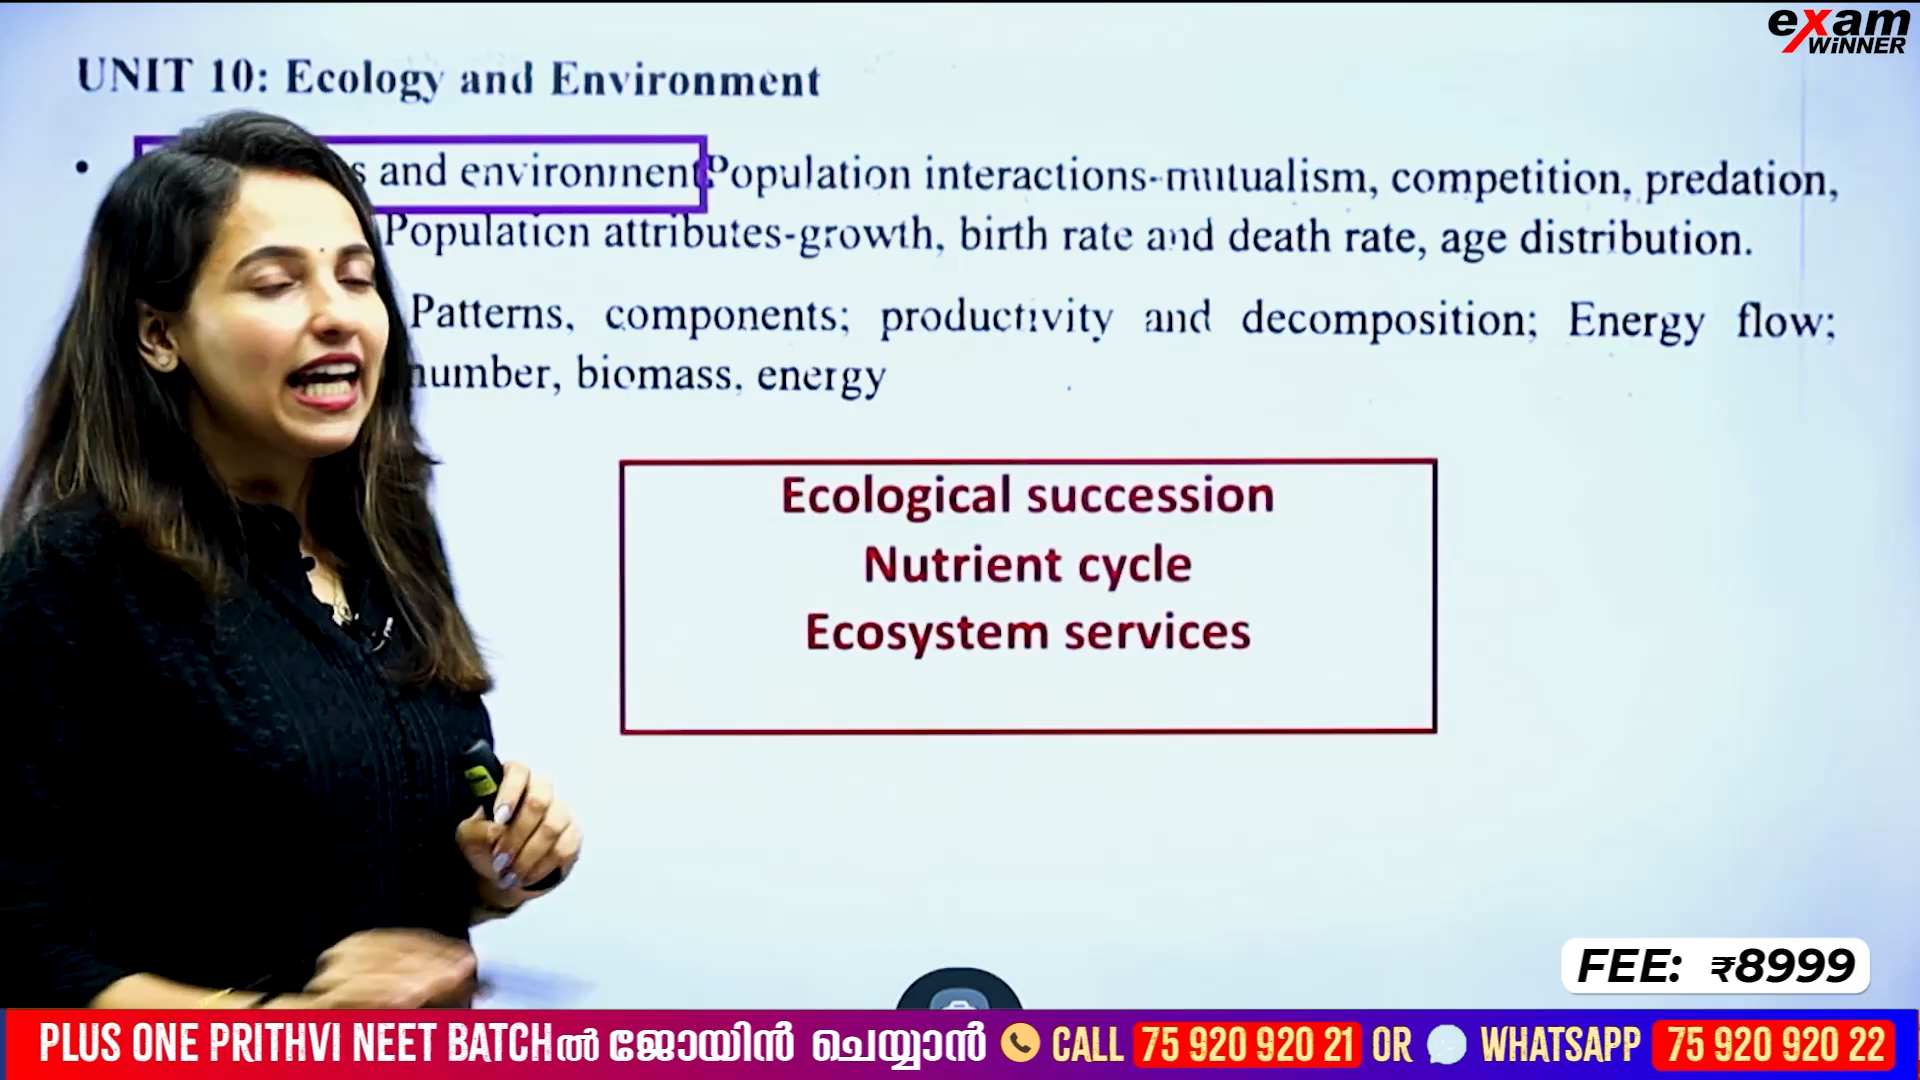 exam
WiNNER
UNIT 10: Ecology and Environment
• and environment Population interactions-mutualism, competition, predation,
Population attributes-growth, birth rate and death rate, age distribution.
Patterns, components; productivity and decomposition; Energy flow;
number, biomass, energy
Ecological succession
Nutrient cycle
Ecosystem services
FEE: ₹8999
PLUS ONE PRITHVI NEET BATCHൽ ജോയിൻ ചെയ്യാൻ CALL 75 920 920 21 OR WHATSAPP 75 920 920 22